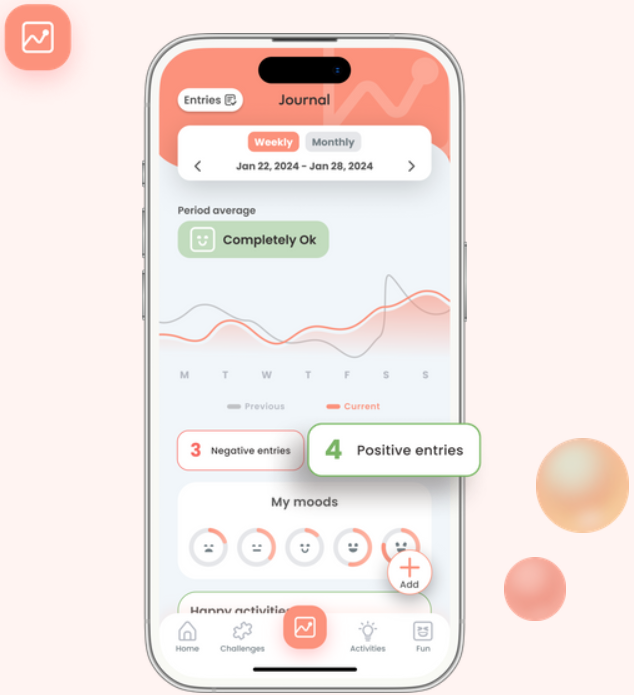 Entries
Journal
Weekly Monthly
Jan 22, 2024 - Jan 28, 2024
Period average
Completely Ok
M T W T F S S
Previous Current
3 Negative entries
4 Positive entries
My moods
Add
Happy activities
Home Challenges Activities Fun